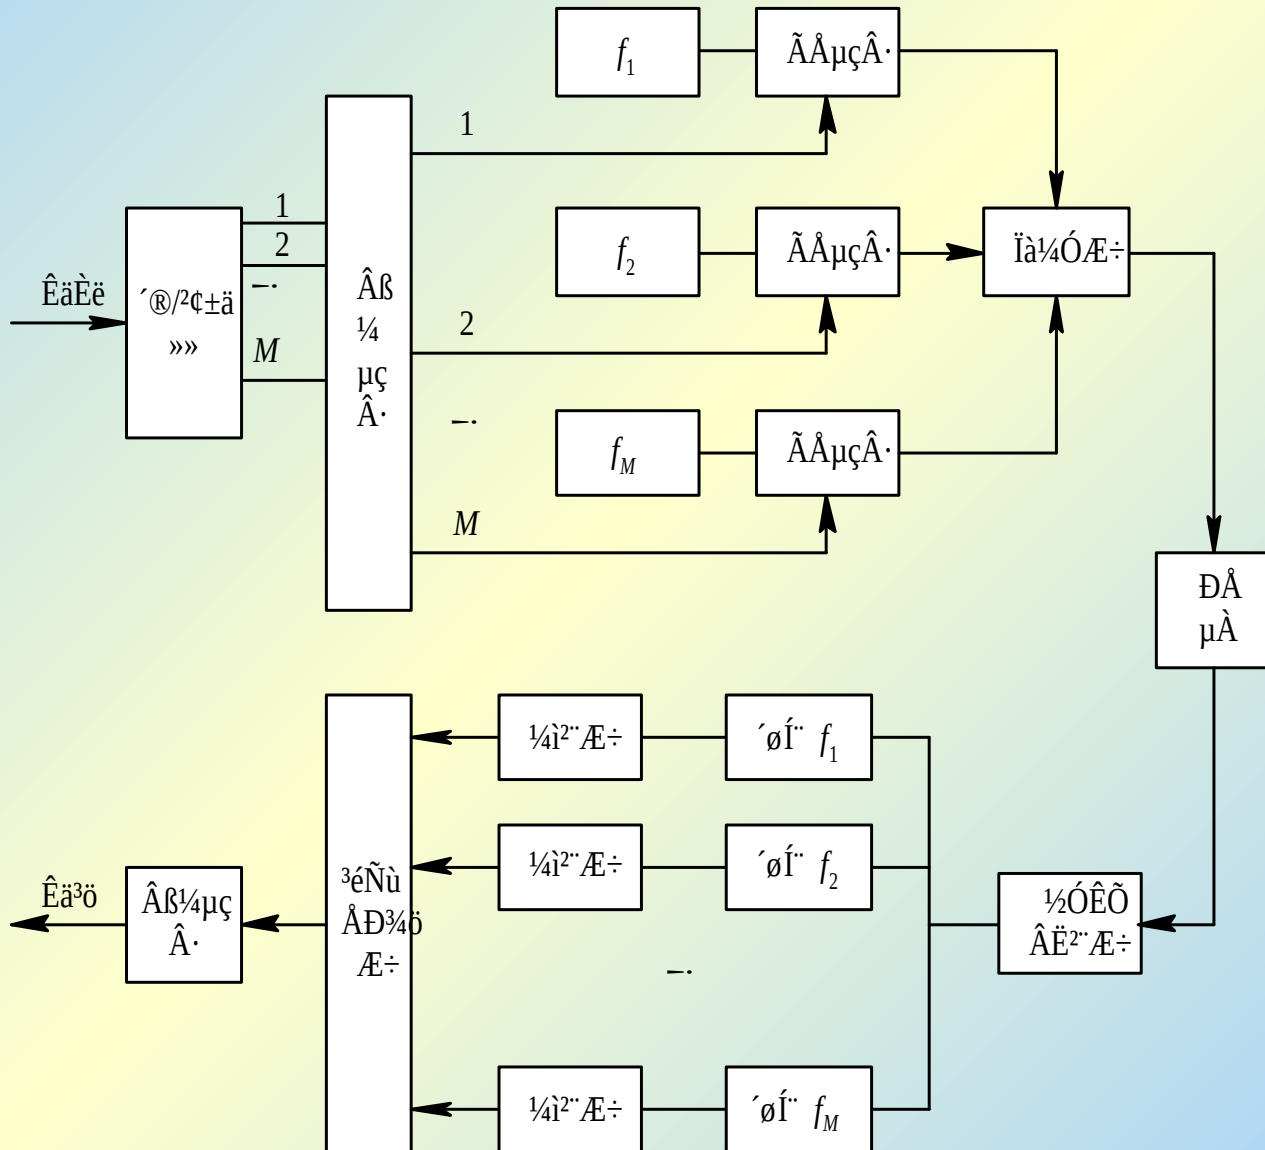 f1
ÃÅµçÂ·
1
f2
ÃÅµçÂ·
Ïà¼ÓÆ÷
2
fM
ÃÅµçÂ·
M
ÊäÈë
´®/²¢±ä
»»
1
2
M
Âß
¼­
µç
Â·
ÐÅ
µÀ
¼ì²¨Æ÷
´øÍ¨ f1
¼ì²¨Æ÷
´øÍ¨ f2
¼ì²¨Æ÷
´øÍ¨ fM
½ÓÊÕ
ÂË²¨Æ÷
³éÑù
ÅÐ¾ö
Æ÷
Âß¼­µç
Â·
Êä³ö